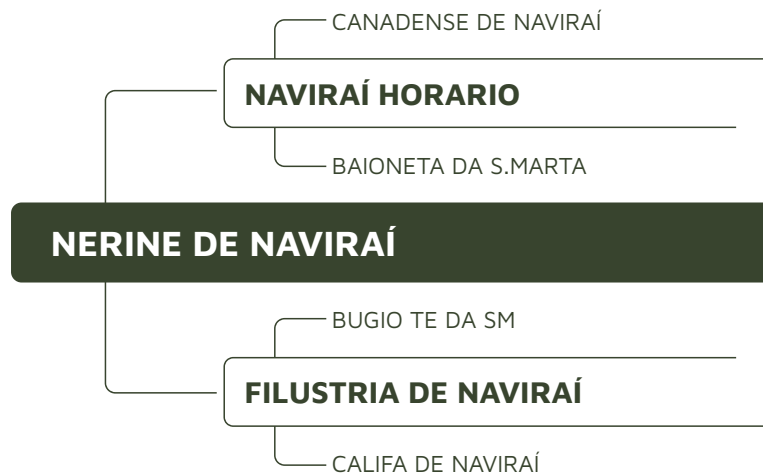 CANADENSE DE NAVIRAÍ
NAVIRAÍ HORARIO
BAIONETA DA S.MARTA
NERINE DE NAVIRAÍ
BUGIO TE DA SM
FILUSTRIA DE NAVIRAÍ
CALIFA DE NAVIRAÍ